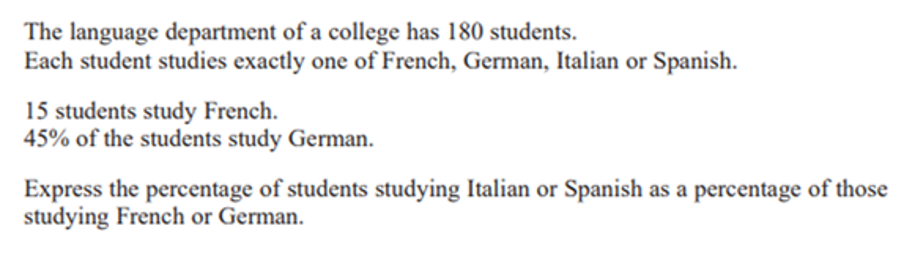 The language department of a college has 180 students.
Each student studies exactly one of French, German, Italian or Spanish.
15 students study French.
45% of the students study German.
Express the percentage of students studying Italian or Spanish as a percentage of those
studying French or German.